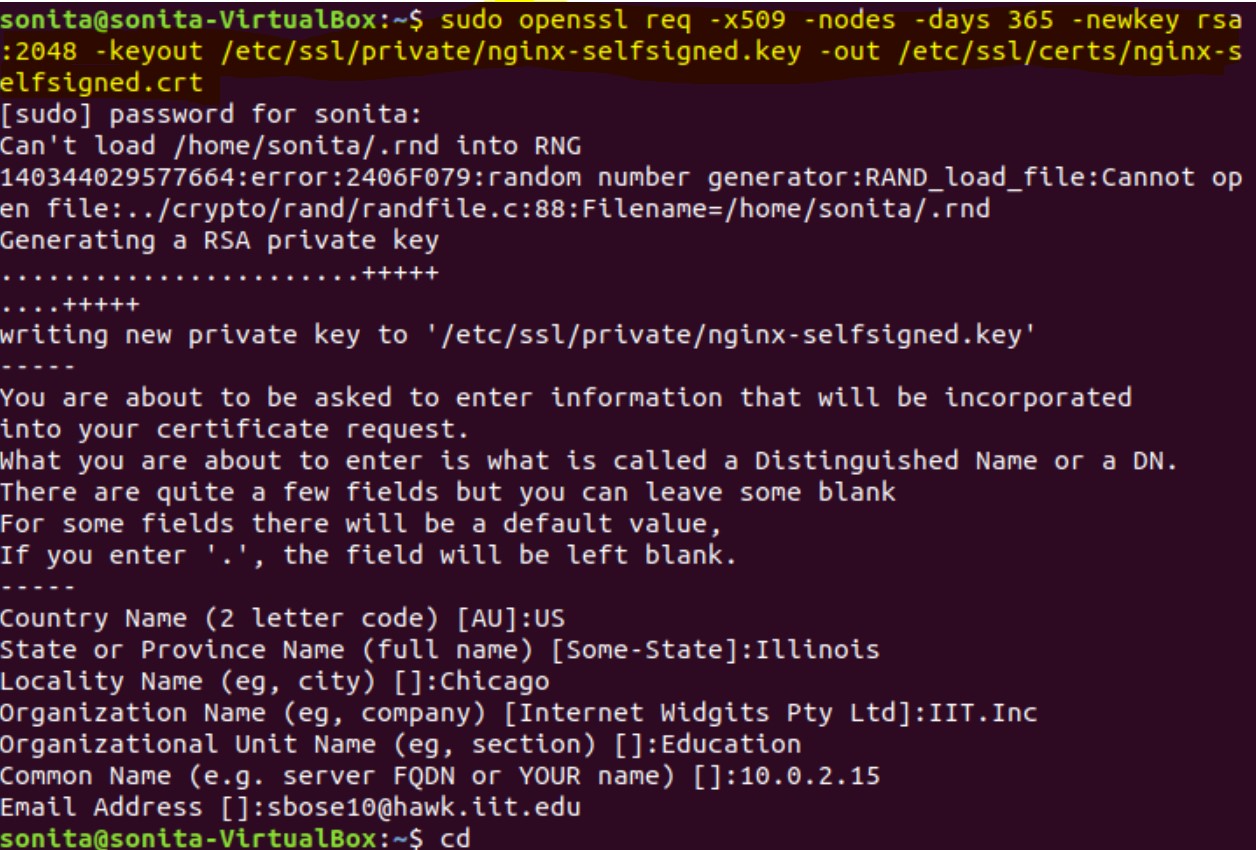 sonita@sonita-VirtualBox:~$ sudo openssl req -x509 -nodes -days 365 -newkey rsa
:2048 -keyout /etc/ssl/private/nginx-selfsigned.key -out /etc/ssl/certs/nginx-s
elfsigned.crt
[sudo] password for sonita:
Can't load /home/sonita/.rnd into RNG
140344029577664:error:2406F079:random number generator:RAND_load_file:Cannot op
en file:../crypto/rand/randfile.c:88:Filename=/home/sonita/.rnd
Generating a RSA private key
.......................+++++
....+++++
writing new private key to '/etc/ssl/private/nginx-selfsigned.key'
-----
You are about to be asked to enter information that will be incorporated
into your certificate request.
What you are about to enter is what is called a Distinguished Name or a DN.
There are quite a few fields but you can leave some blank
For some fields there will be a default value,
If you enter '.', the field will be left blank.
-----
Country Name (2 letter code) [AU]:US
State or Province Name (full name) [Some-State]:Illinois
Locality Name (eg, city) []:Chicago
Organization Name (eg, company) [Internet Widgits Pty Ltd]:IIT.Inc
Organizational Unit Name (eg, section) []:Education
Common Name (e.g. server FQDN or YOUR name) []:10.0.2.15
Email Address []:sbose10@hawk.iit.edu
sonita@sonita-VirtualBox:~$ cd